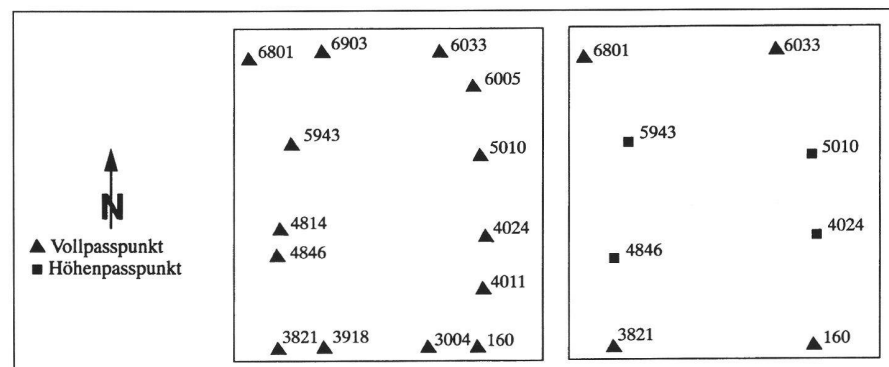 N
▲ Vollpasspunkt
■ Höhenpasspunkt
6801 6903 6033
6005
5943
5010
4814
4024
4846
4011
3821 3918 3004 160
6801 6033
5943
5010
4024
4846
3821 160